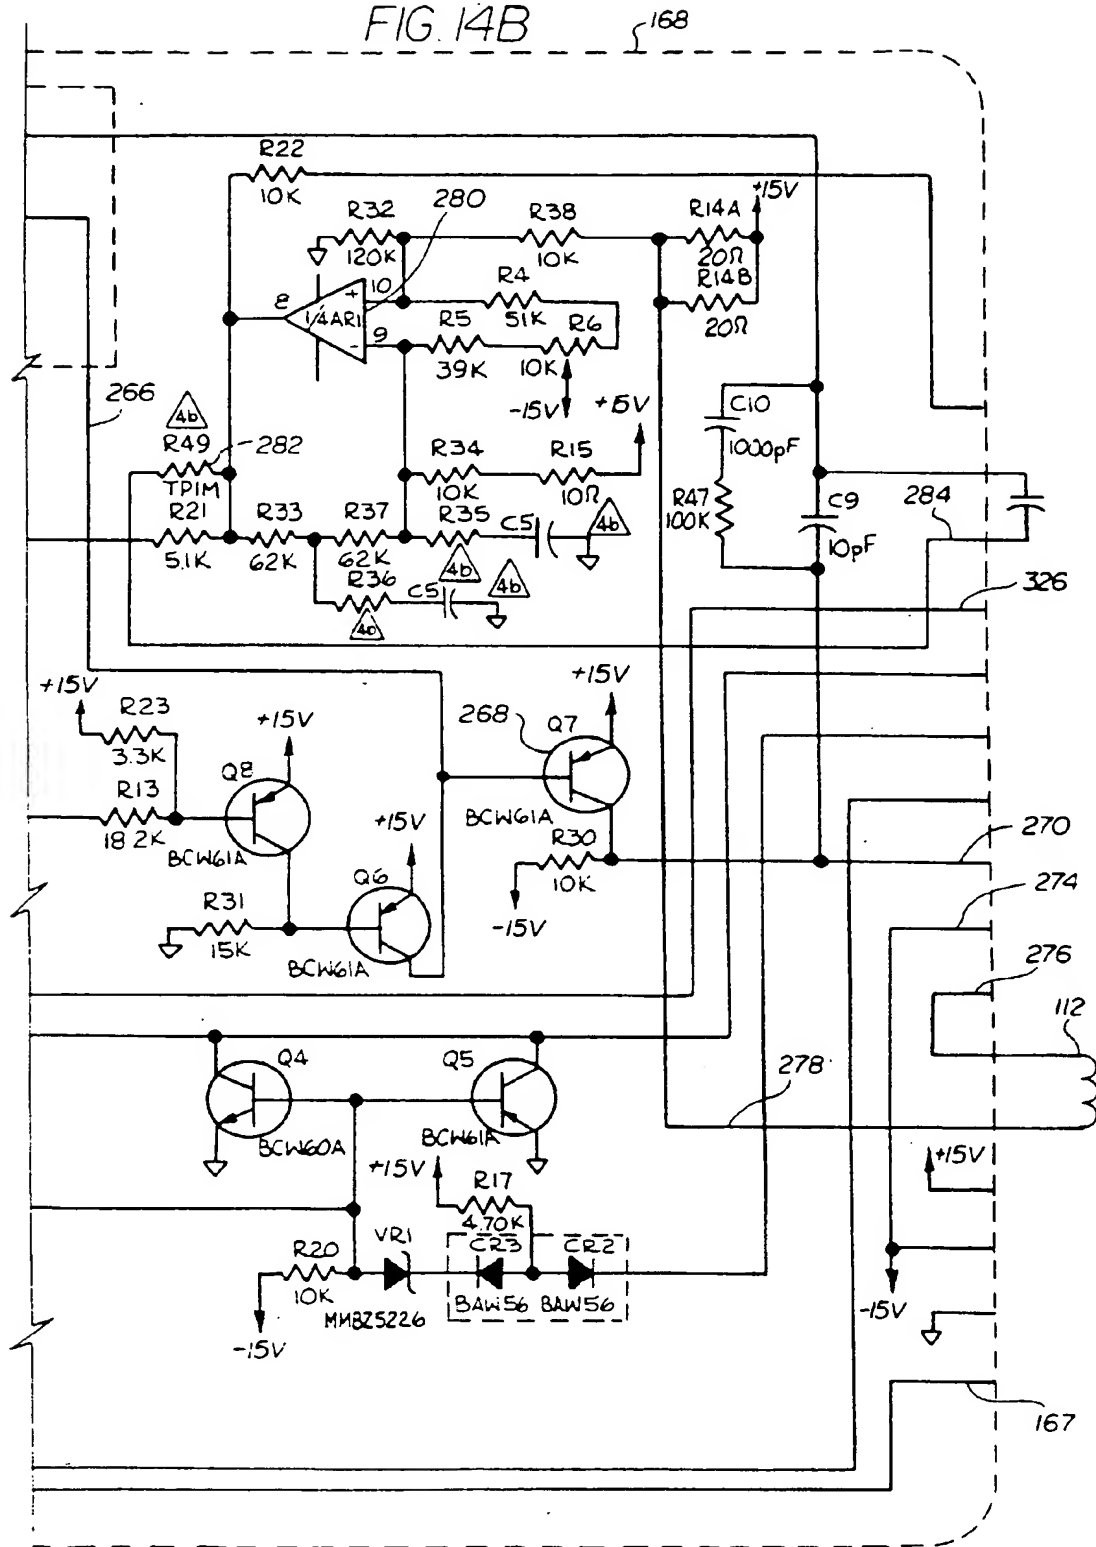 FIG. 14B
168
R22
10K
280
+15V
R32
120K
R38
10K
R14A
20Ω
R14B
20Ω
8
1/4 AR1
+
10
-
9
R4
51K
R5
39K
R6
10K
-15V
+15V
266
4b
R49
282
TPIM
R34
10K
R15
10Ω
C10
1000pF
R47
100K
C9
10pF
284
R21
5.1K
R33
62K
R37
62K
R35
C5
4b
4b
R36
C5
4b
4b
326
+15V
R23
3.3K
R13
18.2K
+15V
Q8
BCW61A
268
Q7
+15V
BCW61A
+15V
Q6
BCW61A
R31
15K
R30
10K
-15V
270
274
276
112
278
Q4
BCW60A
Q5
BCW61A
+15V
R17
4.70K
+15V
R20
10K
-15V
VR1
MMBZ5226
CR3
BAW56
CR2
BAW56
-15V
167